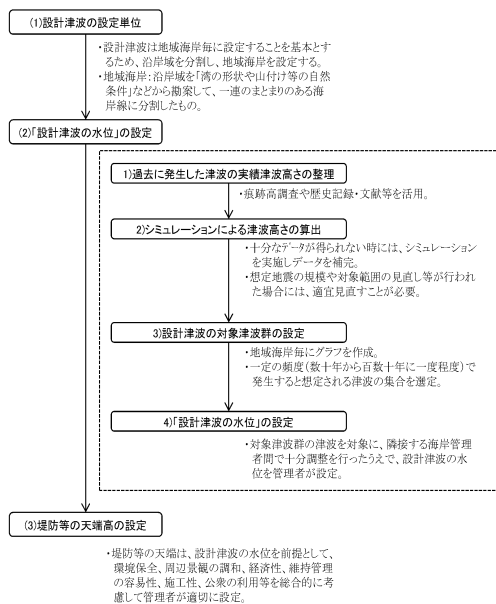 (1)設計津波の設定単位
・設計津波は地域海岸毎に設定することを基本とするため、沿岸域を分割し、地域海岸を設定する。
・地域海岸：沿岸域を「湾の形状や山付け等の自然条件」などから勘案して、一連のまとまりのある海岸線に分割したもの。
(2)「設計津波の水位」の設定
1)過去に発生した津波の実績津波高さの整理
・痕跡高調査や歴史記録・文献等を活用。
2)シミュレーションによる津波高さの算出
・十分なデータが得られない時には、シミュレーションを実施しデータを補完。
・想定地震の規模や対象範囲の見直し等が行われた場合には、適宜見直すことが必要。
3)設計津波の対象津波群の設定
・地域海岸毎にグラフを作成。
・一定の頻度(数十年から百数十年に一度程度)で発生すると想定される津波の集合を選定。
4)「設計津波の水位」の設定
・対象津波群の津波を対象に、隣接する海岸管理者間で十分調整を行ったうえで、設計津波の水位を管理者が設定。
(3)堤防等の天端高の設定
・堤防等の天端は、設計津波の水位を前提として、環境保全、周辺景観の調和、経済性、維持管理の容易性、施工性、公衆の利用等を総合的に考慮して管理者が適切に設定。